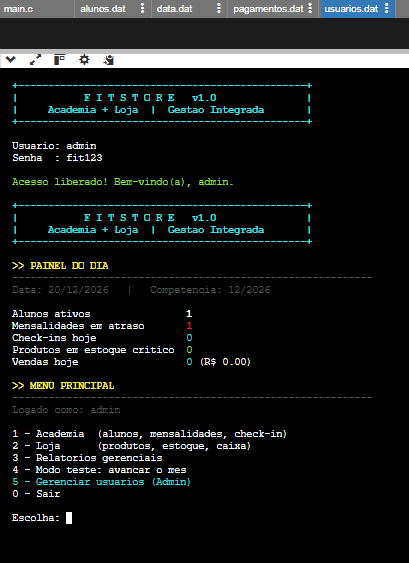 main.c alunos.dat data.dat pagamentos.dat usuarios.dat
+------------------------------------------------+
|           F I T S T O R E   v1.0               |
|     Academia + Loja  |  Gestao Integrada       |
+------------------------------------------------+
Usuario: admin
Senha  : fit123
Acesso liberado! Bem-vindo(a), admin.
+------------------------------------------------+
|           F I T S T O R E   v1.0               |
|     Academia + Loja  |  Gestao Integrada       |
+------------------------------------------------+
>> PAINEL DO DIA
------------------------------------------------------------
Data: 20/12/2026   |   Competencia: 12/2026
Alunos ativos                1
Mensalidades em atraso       1
Check-ins hoje               0
Produtos em estoque critico  0
Vendas hoje                  0 (R$ 0.00)
>> MENU PRINCIPAL
------------------------------------------------------------
Logado como: admin
1 - Academia  (alunos, mensalidades, check-in)
2 - Loja      (produtos, estoque, caixa)
3 - Relatorios gerenciais
4 - Modo teste: avancar o mes
5 - Gerenciar usuarios (Admin)
0 - Sair
Escolha: